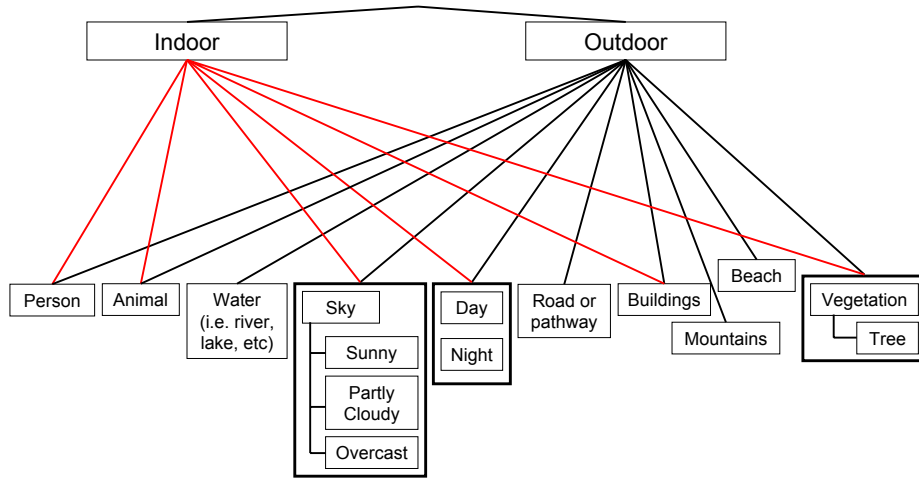 Indoor
Outdoor
Person
Animal
Water
(i.e. river,
lake, etc)
Sky
Sunny
Partly
Cloudy
Overcast
Day
Night
Road or
pathway
Buildings
Mountains
Beach
Vegetation
Tree